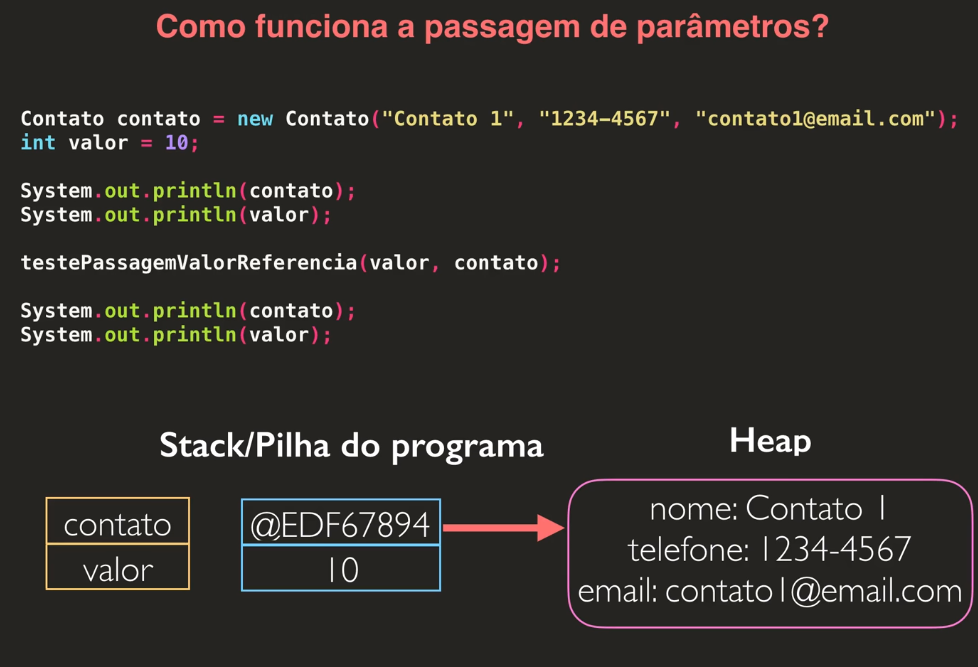 Como funciona a passagem de parâmetros?
Contato contato = new Contato("Contato 1", "1234-4567", "contato1@email.com");
int valor = 10;
System.out.println(contato);
System.out.println(valor);
testePassagemValorReferencia(valor, contato);
System.out.println(contato);
System.out.println(valor);
Stack/Pilha do programa
Heap
contato
@EDF67894
valor
10
nome: Contato 1
telefone: 1234-4567
email: contato1@email.com